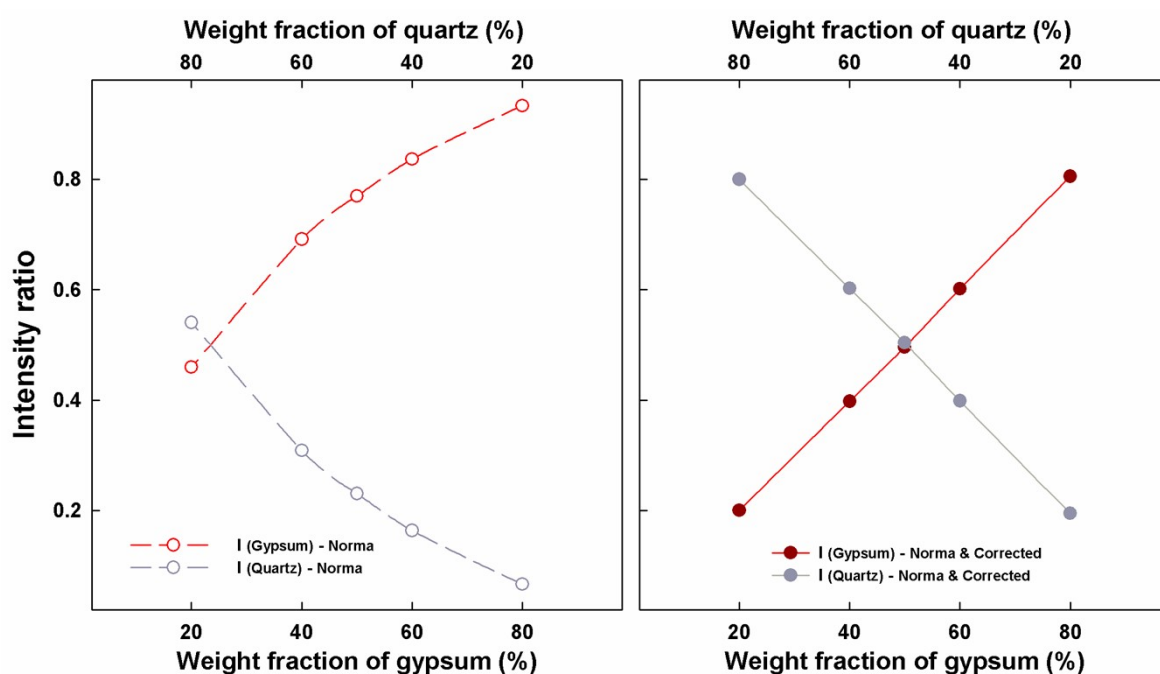 Weight fraction of quartz (%)
80 60 40 20
Intensity ratio
0.8
0.6
0.4
0.2
I (Gypsum) - Norma
I (Quartz) - Norma
20 40 60 80
Weight fraction of gypsum (%)
Weight fraction of quartz (%)
80 60 40 20
I (Gypsum) - Norma & Corrected
I (Quartz) - Norma & Corrected
20 40 60 80
Weight fraction of gypsum (%)